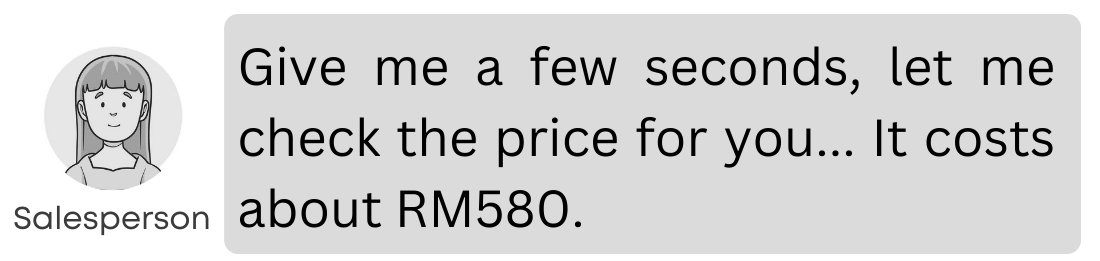 Give me a few seconds, let me
check the price for you... It costs
about RM580.
Salesperson